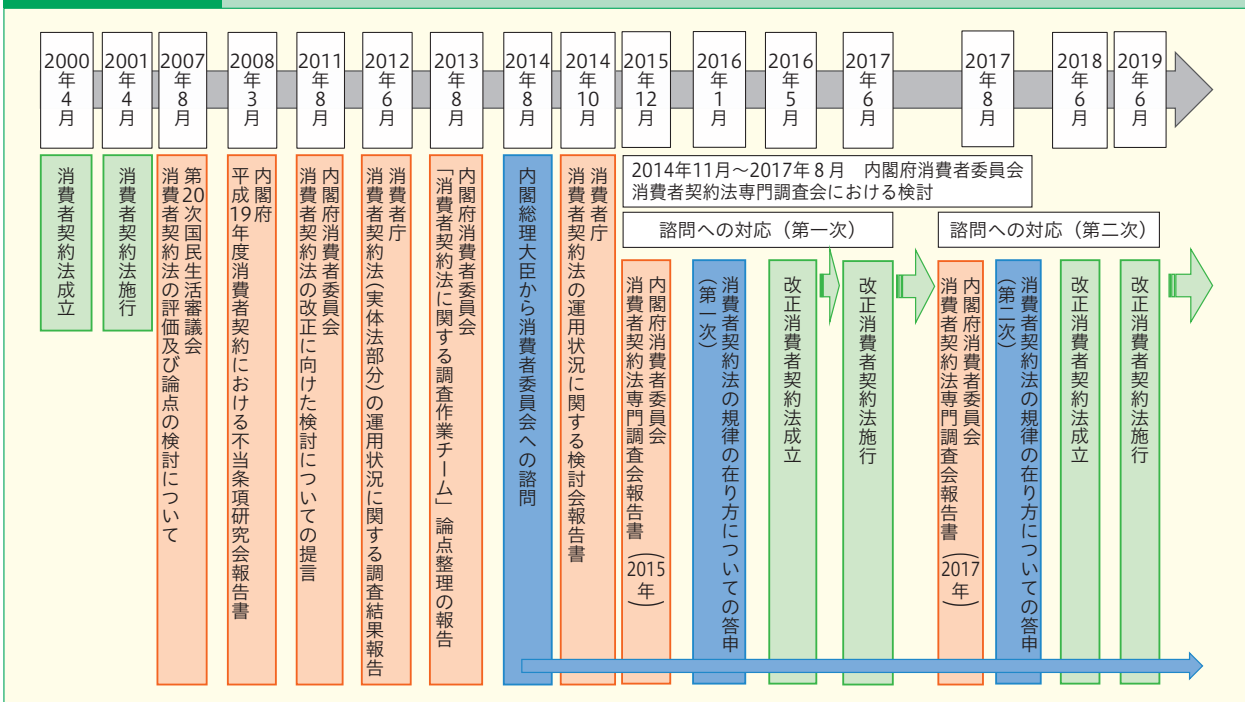 2000年4月
2001年4月
2007年8月
2008年3月
2011年8月
2012年6月
2013年8月
2014年8月
2014年10月
2015年12月
2016年1月
2016年5月
2017年6月
2017年8月
2018年6月
2019年6月
消費者契約法成立
消費者契約法施行
第20次国民生活審議会
消費者契約法の評価及び論点の検討について
内閣府
平成19年度消費者契約における不当条項研究会報告書
内閣府消費者委員会
消費者契約法の改正に向けた検討についての提言
消費者庁
消費者契約法(実体法部分)の運用状況に関する調査結果報告
内閣府消費者委員会
「消費者契約法に関する調査作業チーム」論点整理の報告
内閣総理大臣から消費者委員会への諮問
消費者庁
消費者契約法の運用状況に関する検討会報告書
2014年11月～2017年8月　内閣府消費者委員会
消費者契約法専門調査会における検討
諮問への対応（第一次）
内閣府消費者委員会
消費者契約法専門調査会報告書（2015年）
消費者契約法の規律の在り方についての答申
（第一次）
改正消費者契約法成立
改正消費者契約法施行
諮問への対応（第二次）
内閣府消費者委員会
消費者契約法専門調査会報告書（2017年）
消費者契約法の規律の在り方についての答申
（第二次）
改正消費者契約法成立
改正消費者契約法施行